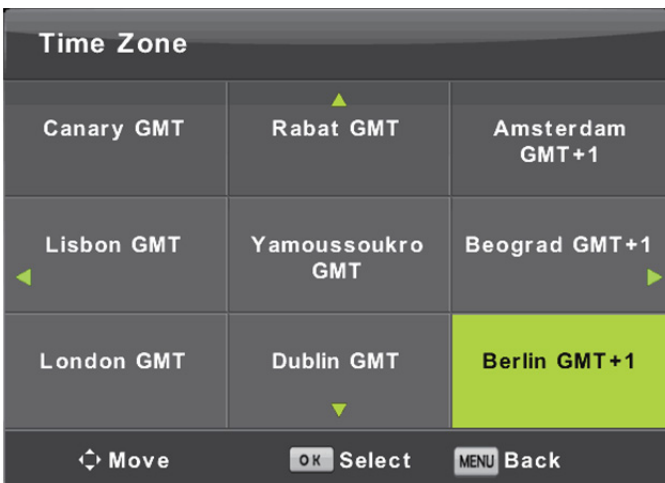 Time Zone
Canary GMT
Rabat GMT
Amsterdam
GMT+1
Lisbon GMT
Yamoussoukro
GMT
Beograd GMT+1
London GMT
Dublin GMT
Berlin GMT+1
Move
OK Select
MENU Back